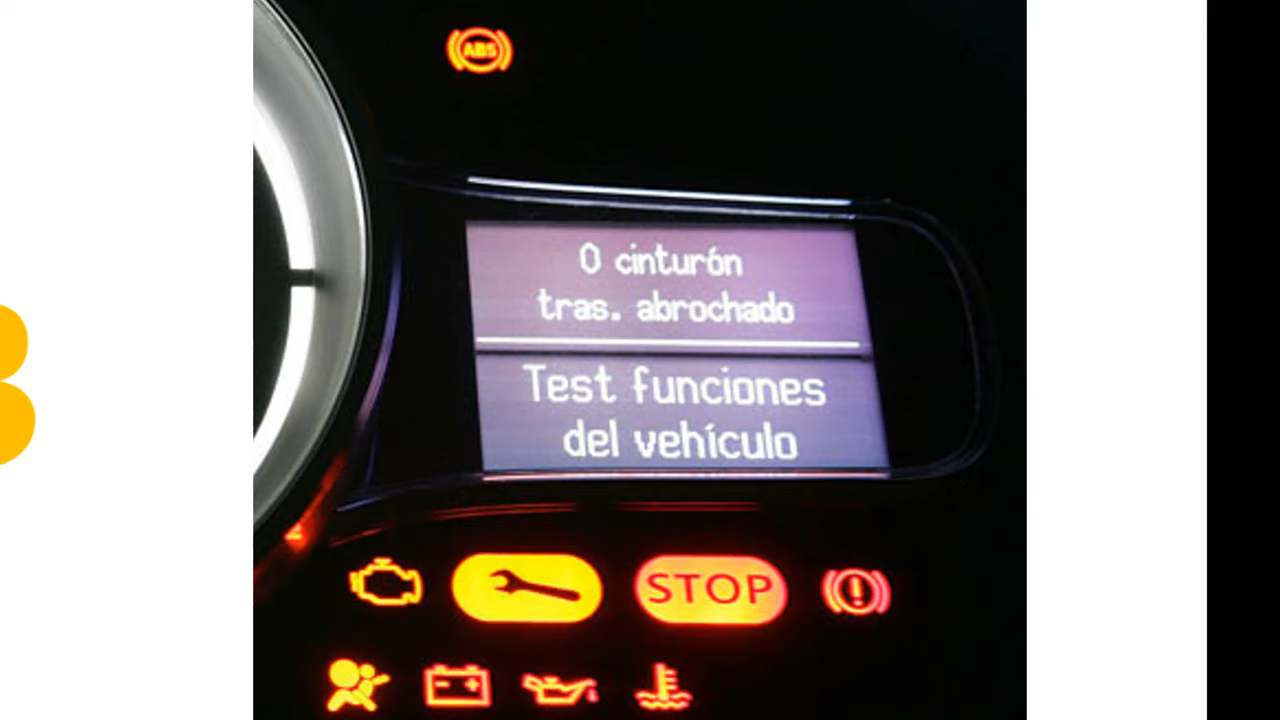 ABS
0 cinturón
tras. abrochado
Test funciones
del vehículo
STOP